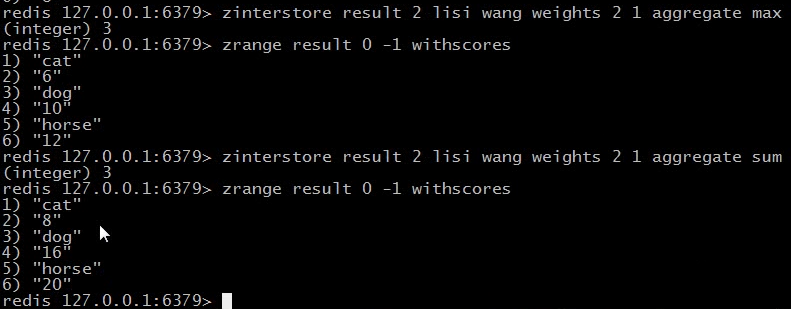 redis 127.0.0.1:6379> zinterstore result 2 lisi wang weights 2 1 aggregate max
(integer) 3
redis 127.0.0.1:6379> zrange result 0 -1 withscores
1) "cat"
2) "6"
3) "dog"
4) "10"
5) "horse"
6) "12"
redis 127.0.0.1:6379> zinterstore result 2 lisi wang weights 2 1 aggregate sum
(integer) 3
redis 127.0.0.1:6379> zrange result 0 -1 withscores
1) "cat"
2) "8"
3) "dog"
4) "16"
5) "horse"
6) "20"
redis 127.0.0.1:6379>